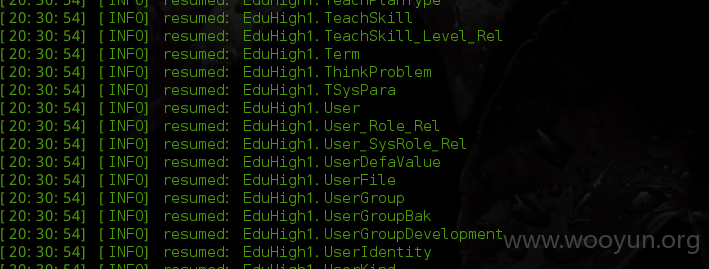 [20:30:54] [INFO] resumed: EduHigh1.TeachPlanType
[20:30:54] [INFO] resumed: EduHigh1.TeachSkill
[20:30:54] [INFO] resumed: EduHigh1.TeachSkill_Level_Rel
[20:30:54] [INFO] resumed: EduHigh1.Term
[20:30:54] [INFO] resumed: EduHigh1.ThinkProblem
[20:30:54] [INFO] resumed: EduHigh1.TSysPara
[20:30:54] [INFO] resumed: EduHigh1.User
[20:30:54] [INFO] resumed: EduHigh1.User_Role_Rel
[20:30:54] [INFO] resumed: EduHigh1.User_SysRole_Rel
[20:30:54] [INFO] resumed: EduHigh1.UserDefaValue
[20:30:54] [INFO] resumed: EduHigh1.UserFile
[20:30:54] [INFO] resumed: EduHigh1.UserGroup
[20:30:54] [INFO] resumed: EduHigh1.UserGroupBak
[20:30:54] [INFO] resumed: EduHigh1.UserGroupDevelopment
[20:30:54] [INFO] resumed: EduHigh1.UserIdentity
[20:30:54] [INFO] resumed: EduHigh1.UserKind
www.wooyun.org